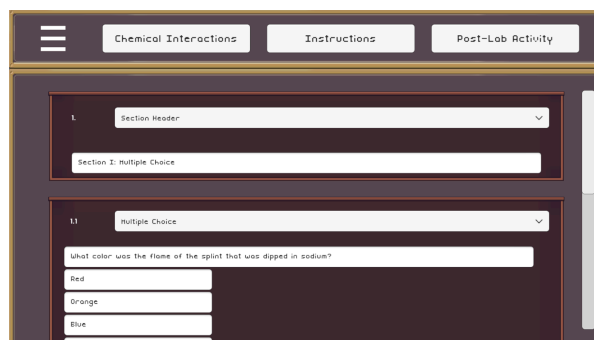 Chemical Interactions
Instructions
Post-Lab Activity
1.
Section Header
Section I: Multiple Choice
1.1
Multiple Choice
What color was the flame of the splint that was dipped in sodium?
Red
Orange
Blue